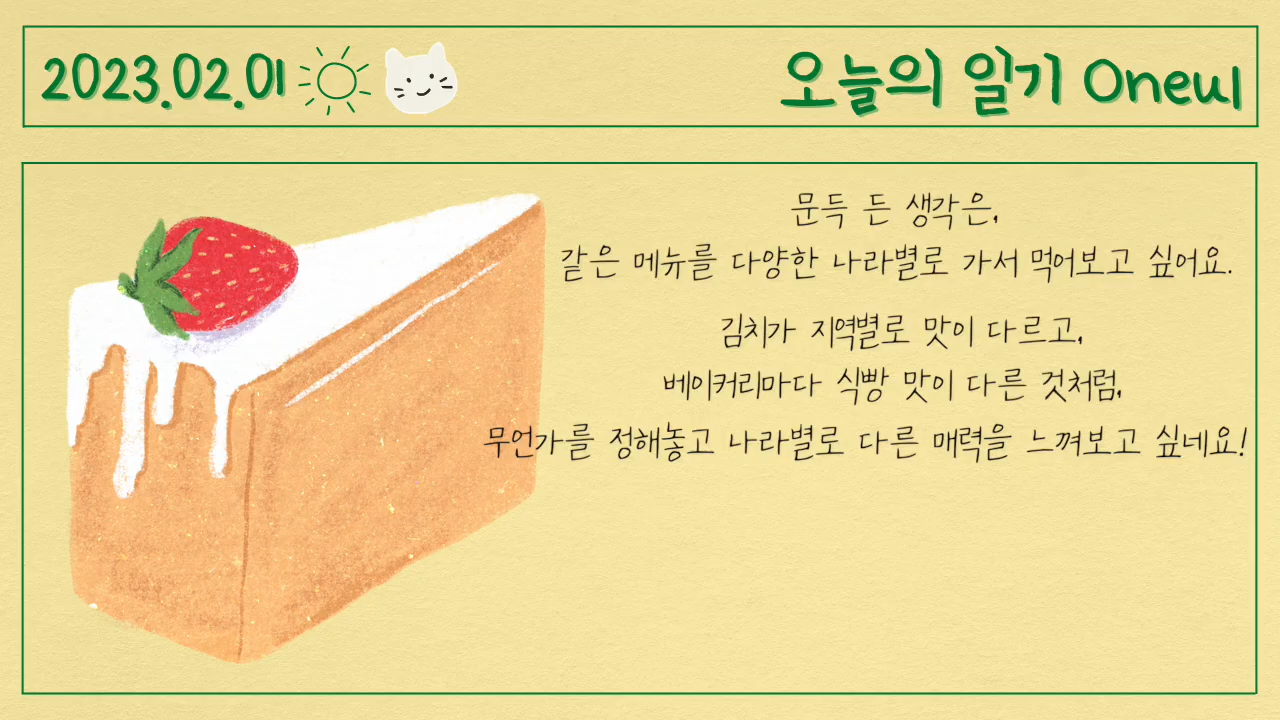 2023.02.01
오늘의 일기 Oneul
문득 든 생각은,
같은 메뉴를 다양한 나라별로 가서 먹어보고 싶어요.
김치가 지역별로 맛이 다르고,
베이커리마다 식빵 맛이 다른 것처럼,
무언가를 정해놓고 나라별로 다른 매력을 느껴보고 싶네요!